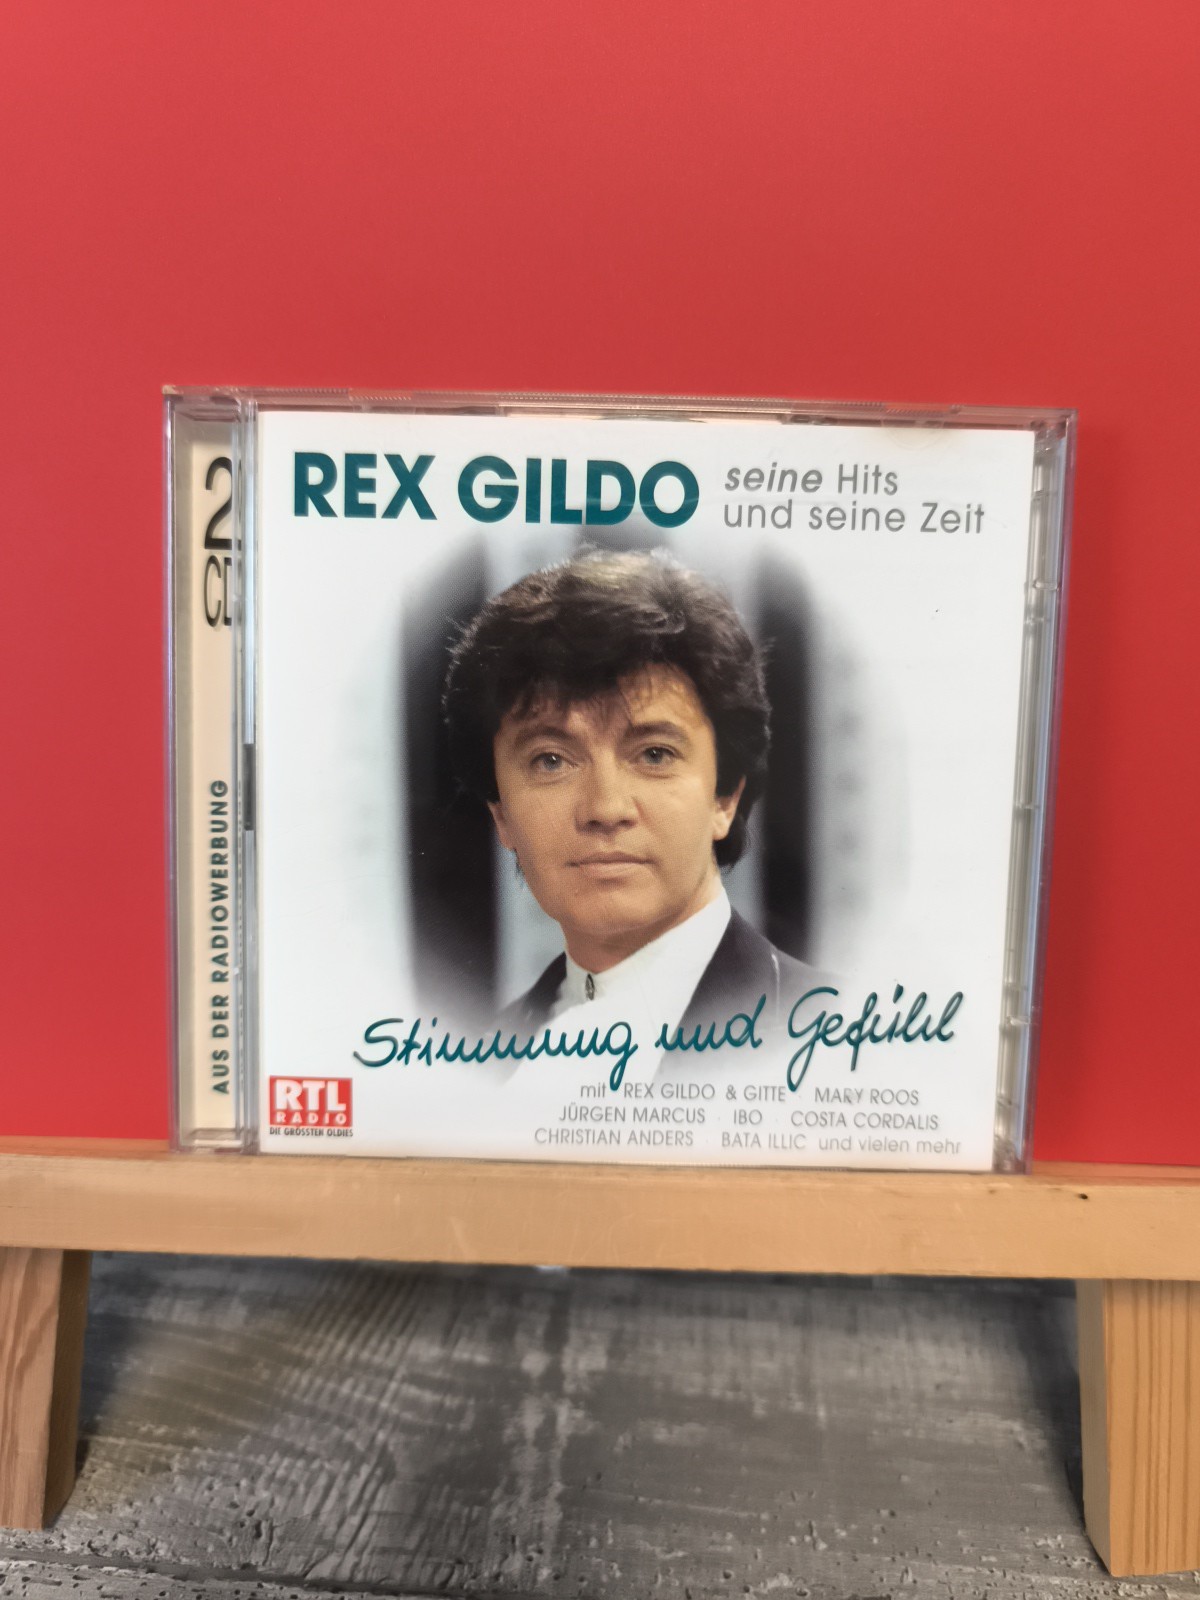 REX GILDO
seine Hits
und seine Zeit
2
CD
AUS DER RADIOWERBUNG
Stimmung und Gefühl
mit REX GILDO & GITTE · MARY ROOS
JÜRGEN MARCUS · IBO · COSTA CORDALIS
CHRISTIAN ANDERS · BATA ILLIC und vielen mehr
RTL
RADIO
DIE GRÖSSTEN OLDIES